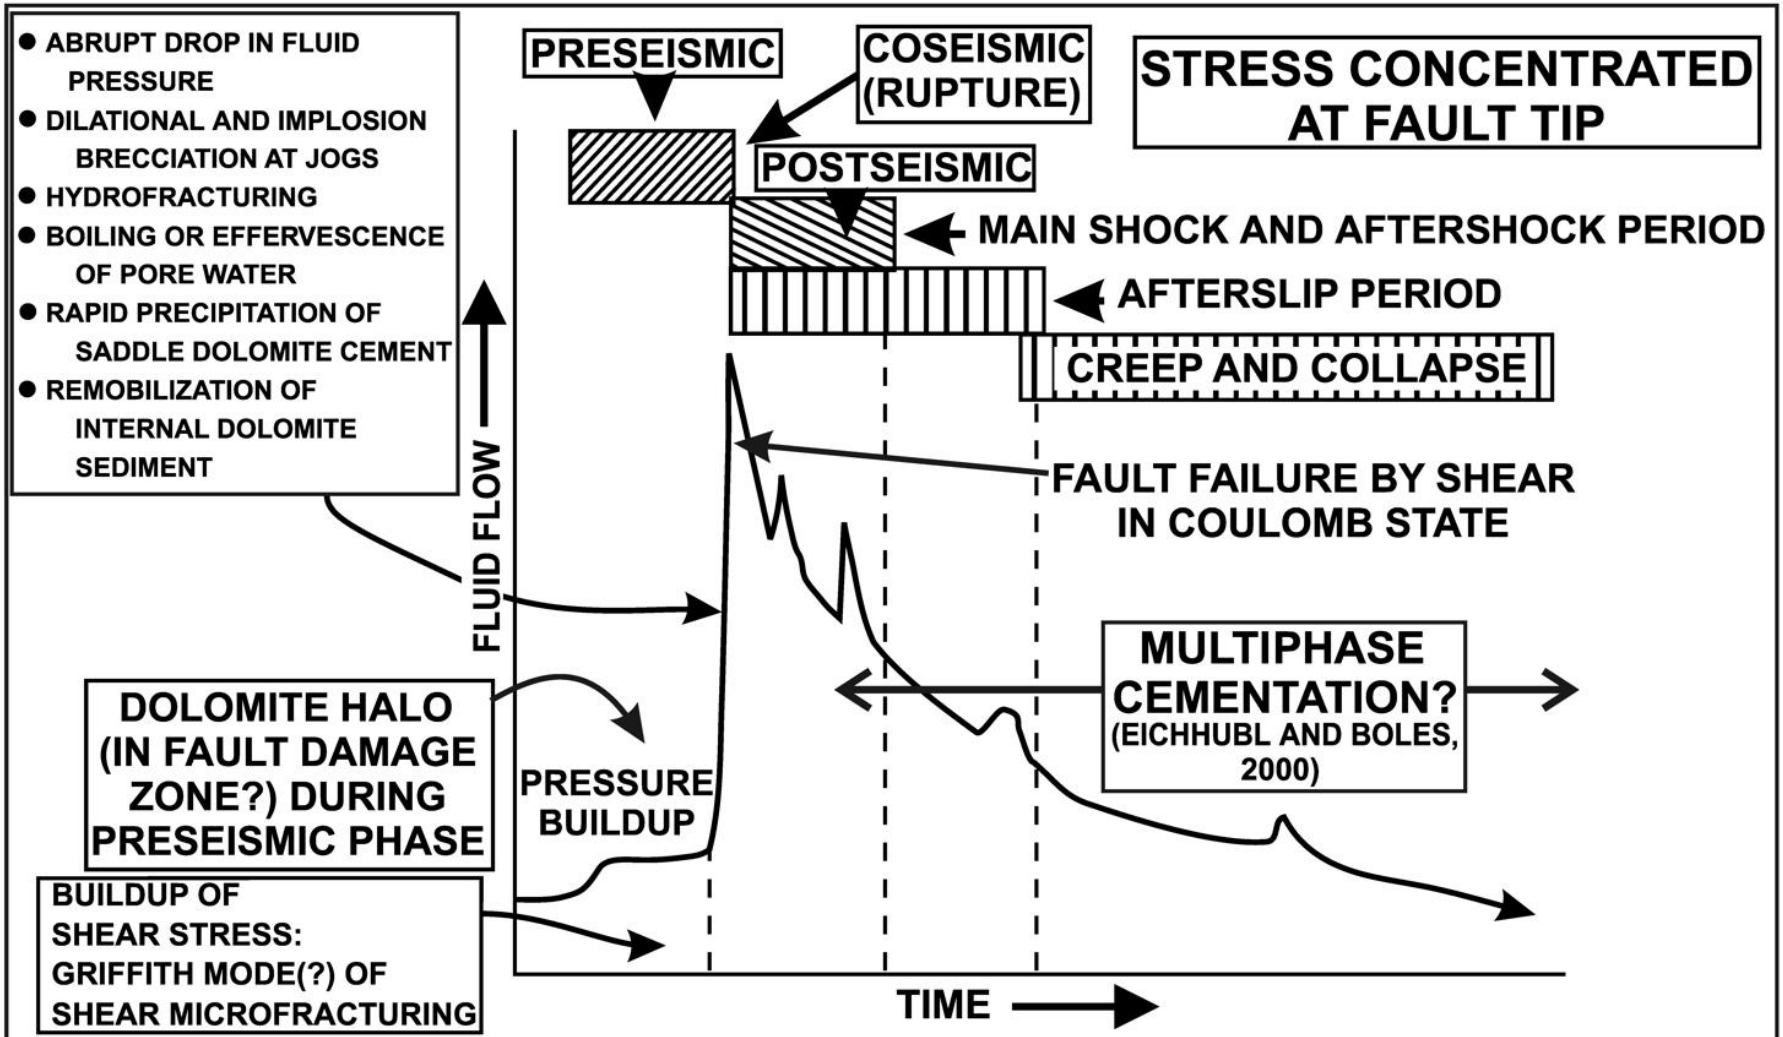 ● ABRUPT DROP IN FLUID
PRESSURE
● DILATIONAL AND IMPLOSION
BRECCIATION AT JOGS
● HYDROFRACTURING
● BOILING OR EFFERVESCENCE
OF PORE WATER
● RAPID PRECIPITATION OF
SADDLE DOLOMITE CEMENT
● REMOBILIZATION OF
INTERNAL DOLOMITE
SEDIMENT
PRESEISMIC
COSEISMIC
(RUPTURE)
STRESS CONCENTRATED
AT FAULT TIP
POSTSEISMIC
MAIN SHOCK AND AFTERSHOCK PERIOD
AFTERSLIP PERIOD
CREEP AND COLLAPSE
FAULT FAILURE BY SHEAR
IN COULOMB STATE
FLUID FLOW
MULTIPHASE
CEMENTATION?
(EICHHUBL AND BOLES,
2000)
DOLOMITE HALO
(IN FAULT DAMAGE
ZONE?) DURING
PRESEISMIC PHASE
PRESSURE
BUILDUP
BUILDUP OF
SHEAR STRESS:
GRIFFITH MODE(?) OF
SHEAR MICROFRACTURING
TIME